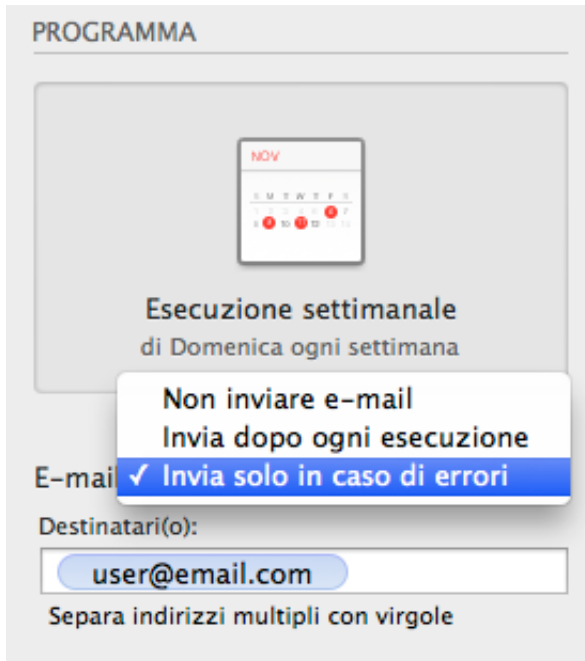 PROGRAMMA
NOV
Esecuzione settimanale
di Domenica ogni settimana
Non inviare e-mail
Invia dopo ogni esecuzione
E-mail ✓ Invia solo in caso di errori
Destinatari(o):
user@email.com
Separa indirizzi multipli con virgole